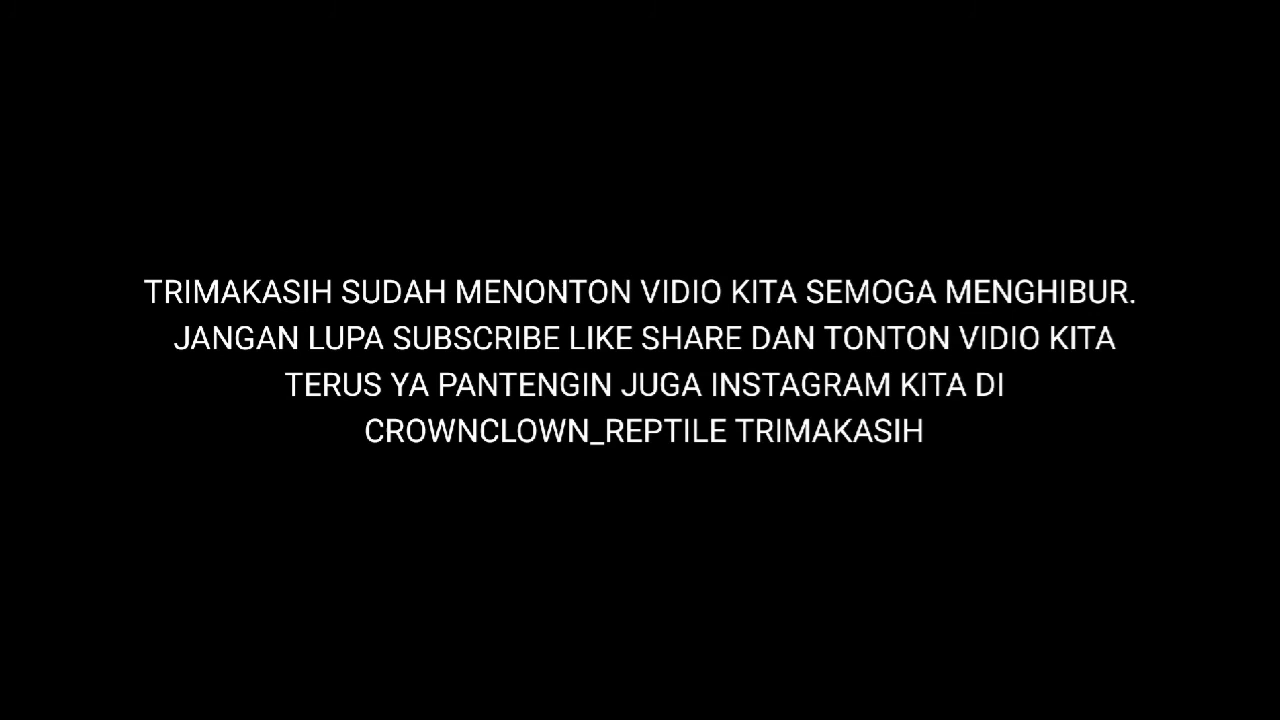 TRIMAKASIH SUDAH MENONTON VIDIO KITA SEMOGA MENGHIBUR.
JANGAN LUPA SUBSCRIBE LIKE SHARE DAN TONTON VIDIO KITA
TERUS YA PANTENGIN JUGA INSTAGRAM KITA DI
CROWNCLOWN_REPTILE TRIMAKASIH